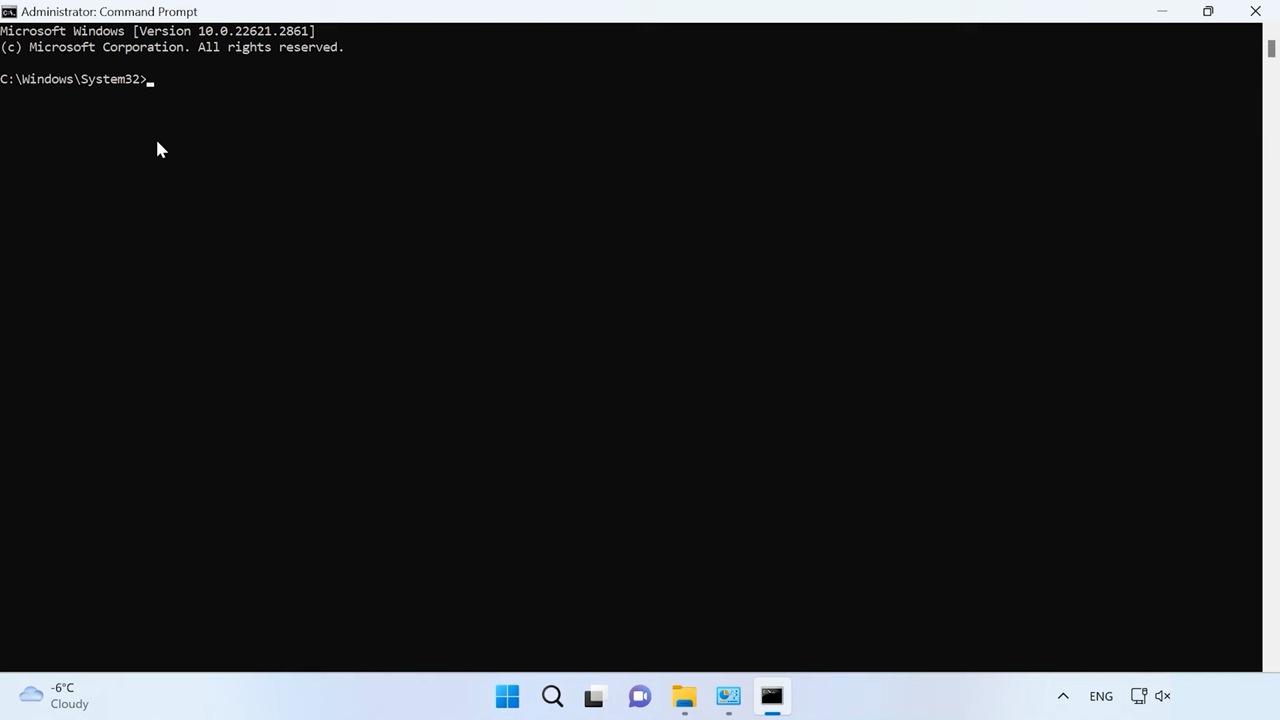 Administrator: Command Prompt
Microsoft Windows [Version 10.0.22621.2861]
(c) Microsoft Corporation. All rights reserved.
C:\Windows\System32>
-6°C
Cloudy
ENG